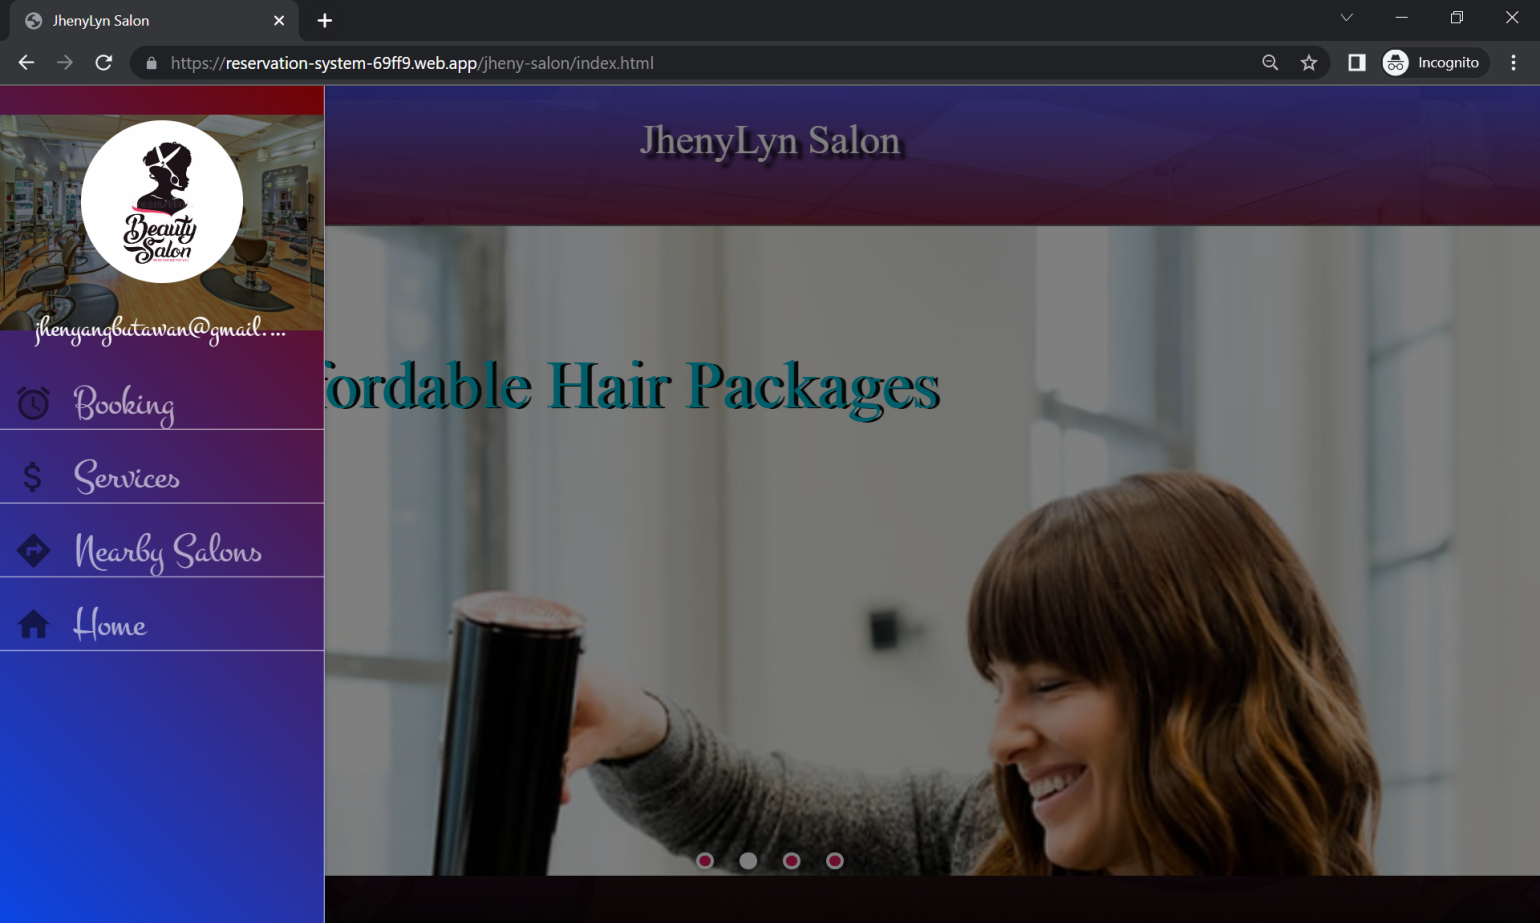 JhenyLyn Salon
https://reservation-system-69ff9.web.app/jheny-salon/index.html
Incognito
JhenyLyn Salon
Beauty
Salon
jhenyangbutawan@gmail....
fordable Hair Packages
Booking
Services
Nearby Salons
Home